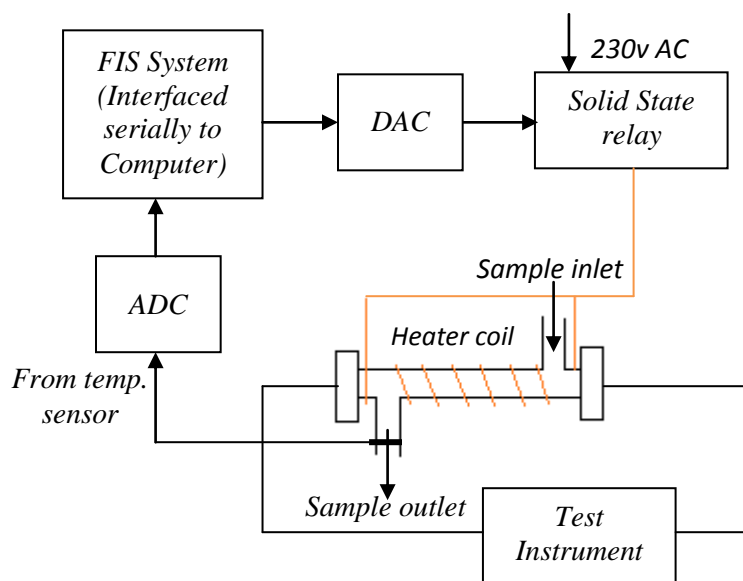 FIS System
(Interfaced
serially to
Computer)
DAC
230v AC
Solid State
relay
ADC
Sample inlet
Heater coil
From temp.
sensor
Sample outlet
Test
Instrument